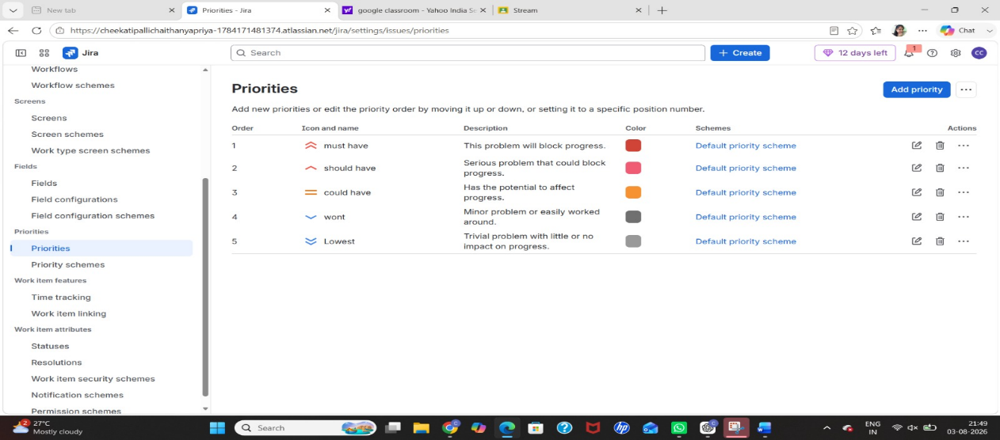 New tab
Priorities - Jira
google classroom - Yahoo India Se
Stream
https://cheekatipallichaithanyapriya-1784171481374.atlassian.net/jira/settings/issues/priorities
Chat
Jira
Search
+ Create
12 days left
1
CC
Workflows
Workflow schemes
Screens
Screens
Screen schemes
Work type screen schemes
Fields
Fields
Field configurations
Field configuration schemes
Priorities
Priorities
Priority schemes
Work item features
Time tracking
Work item linking
Work item attributes
Statuses
Resolutions
Work item security schemes
Notification schemes
Permission schemes
Priorities
Add priority
Add new priorities or edit the priority order by moving it up or down, or setting it to a specific position number.
Order Icon and name Description Color Schemes Actions
1 must have This problem will block progress. Default priority scheme
2 should have Serious problem that could block progress. Default priority scheme
3 could have Has the potential to affect progress. Default priority scheme
4 wont Minor problem or easily worked around. Default priority scheme
5 Lowest Trivial problem with little or no impact on progress. Default priority scheme
2
27°C
Mostly cloudy
Search
hp
ENG
IN
21:49
03-08-2026